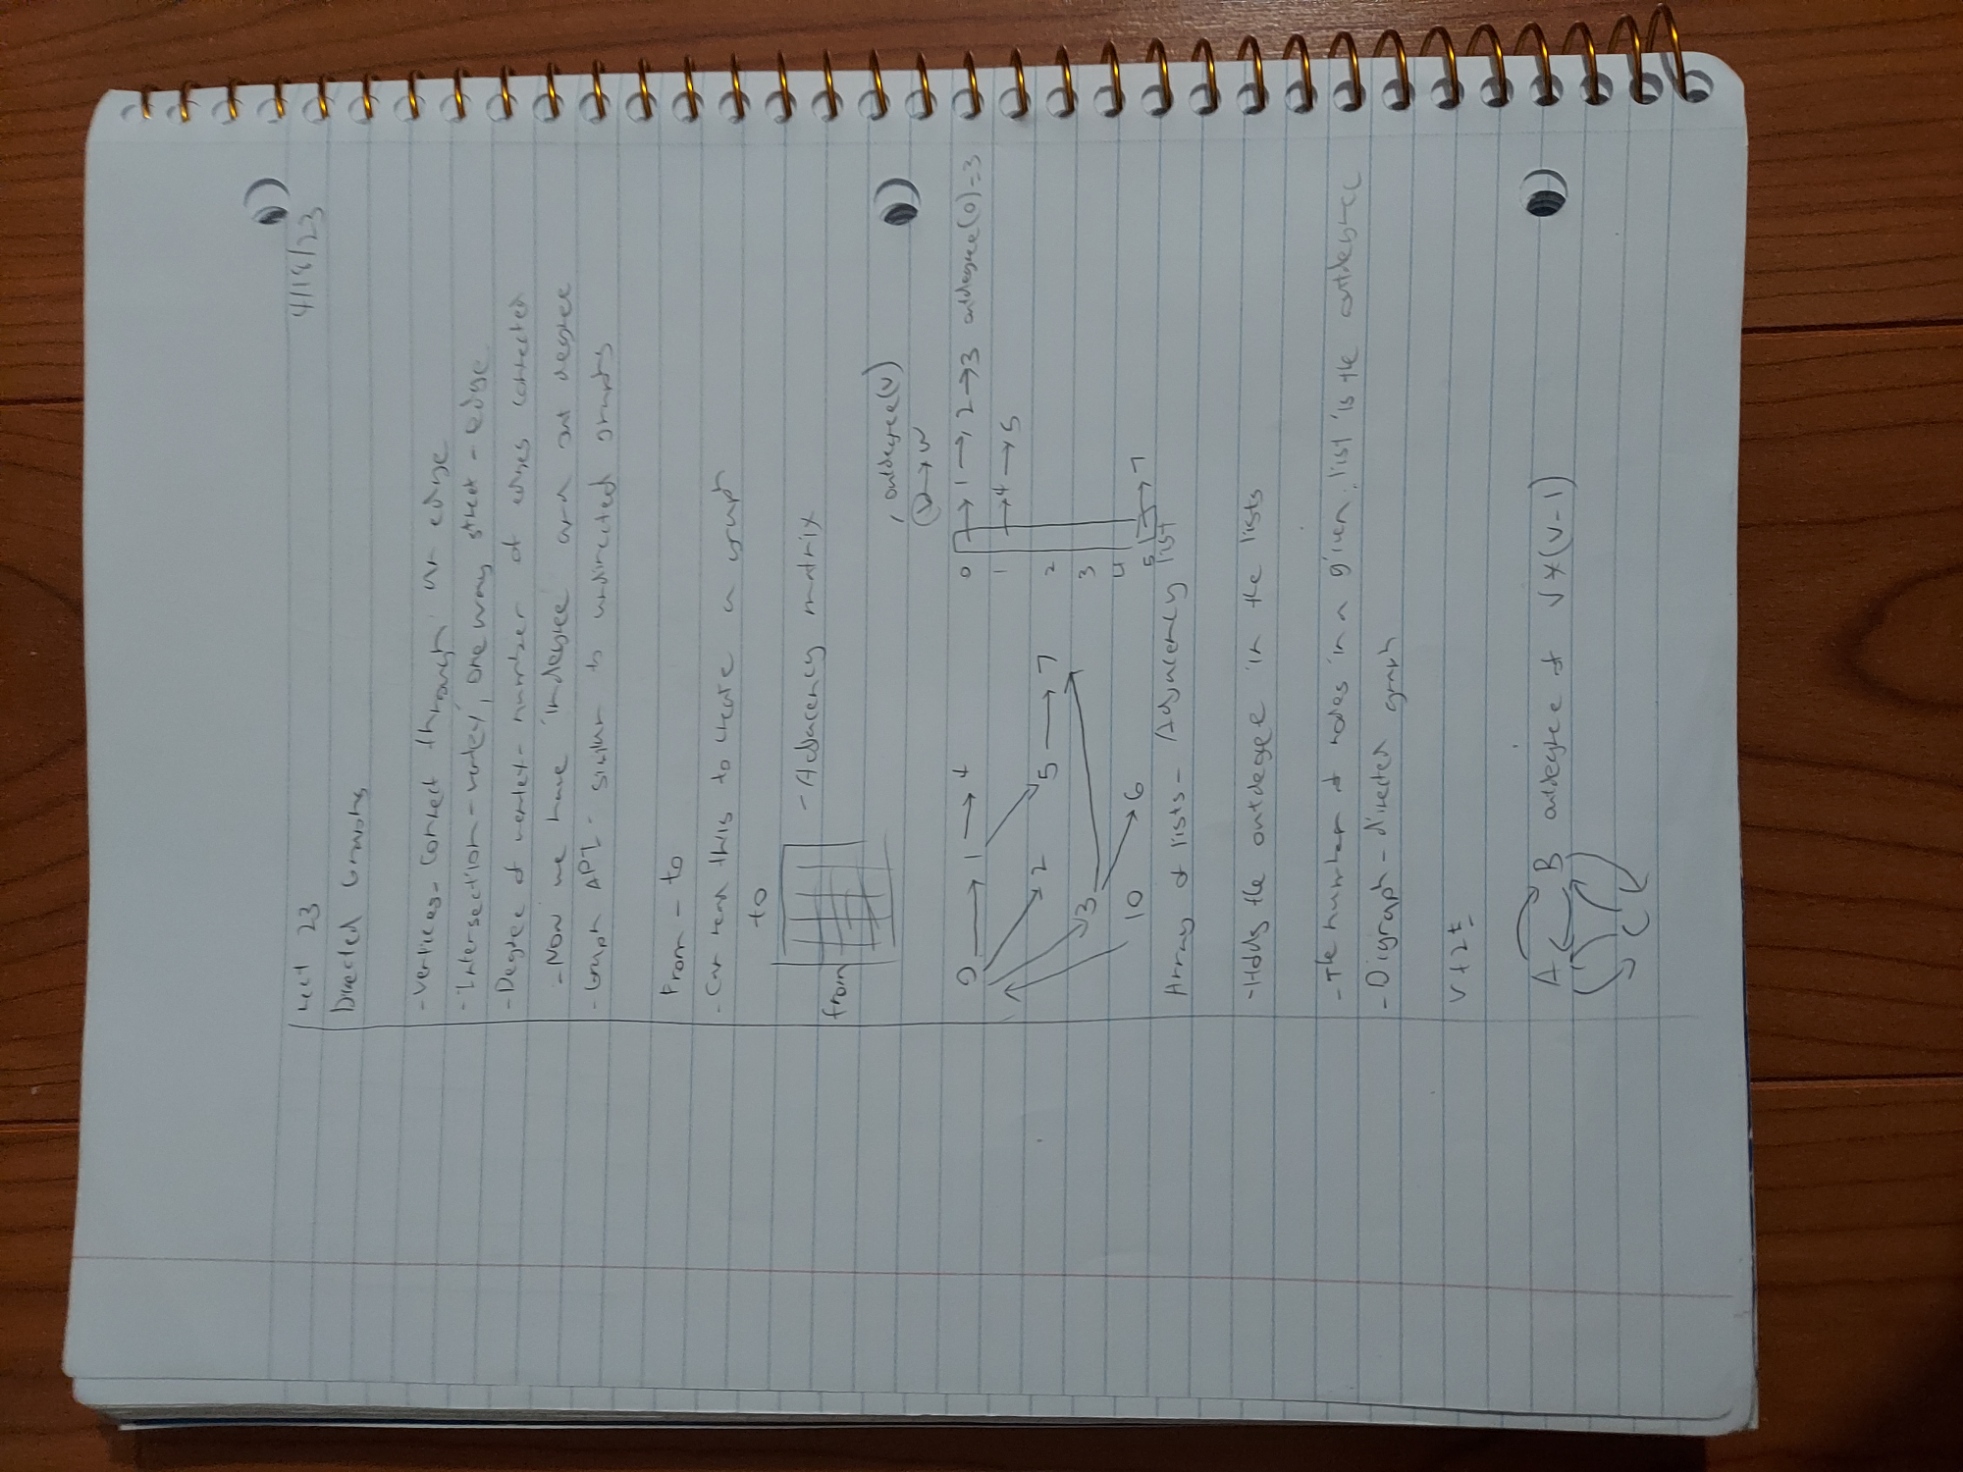 Lect 23
4/18/23
Directed Graphs
- Vertices - connect through an edge
- Intersection - vertex, one way street - edge
- Degree of vertex - number of edges connected
- Now we have indegree and out degree
- Graph API - similar to undirected graphs
From - to
- Can read this to create a graph
to
from
- Adjacency matrix
, outdegree(v)
v → w
0 → 1 → 4
0 → 1 → 2 → 3 outdegree(0) = 3
1 → 4 → 5
2 5 → 7
2
3
3
4
10 6
5 → 7
Array of lists - Adjacency list
- Holds the outdegree in the lists
- The number of nodes in a given list is the outdegree
- Digraph - directed graph
V + 2E
A B outdegree of V*(V-1)
C